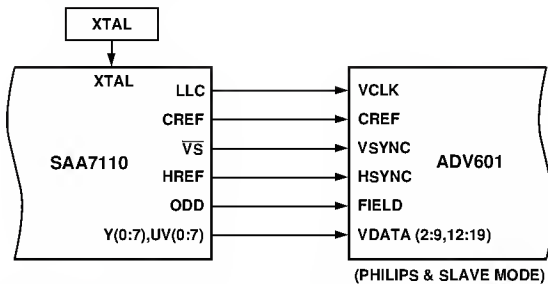 XTAL
XTAL
LLC VCLK
CREF CREF
V̅S̅ VSYNC
SAA7110 ADV601
HREF HSYNC
ODD FIELD
Y(0:7),UV(0:7) VDATA (2:9,12:19)
(PHILIPS & SLAVE MODE)